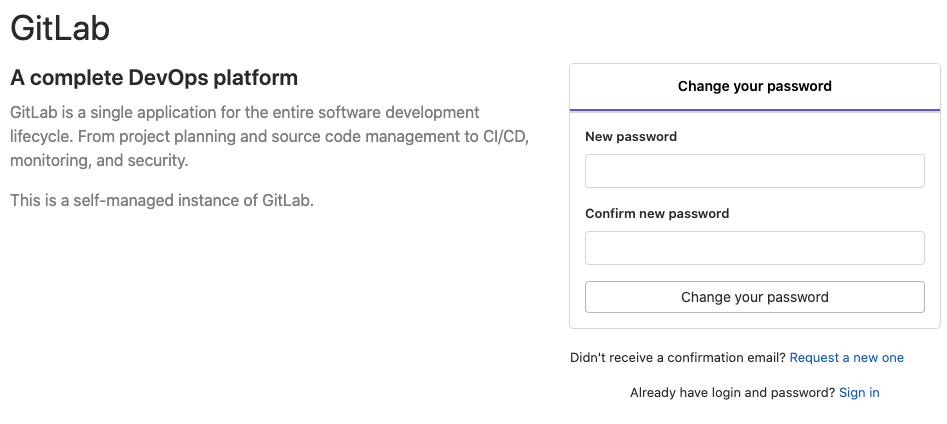 GitLab
A complete DevOps platform
GitLab is a single application for the entire software development
lifecycle. From project planning and source code management to CI/CD,
monitoring, and security.
This is a self-managed instance of GitLab.
Change your password
New password
Confirm new password
Change your password
Didn't receive a confirmation email? Request a new one
Already have login and password? Sign in